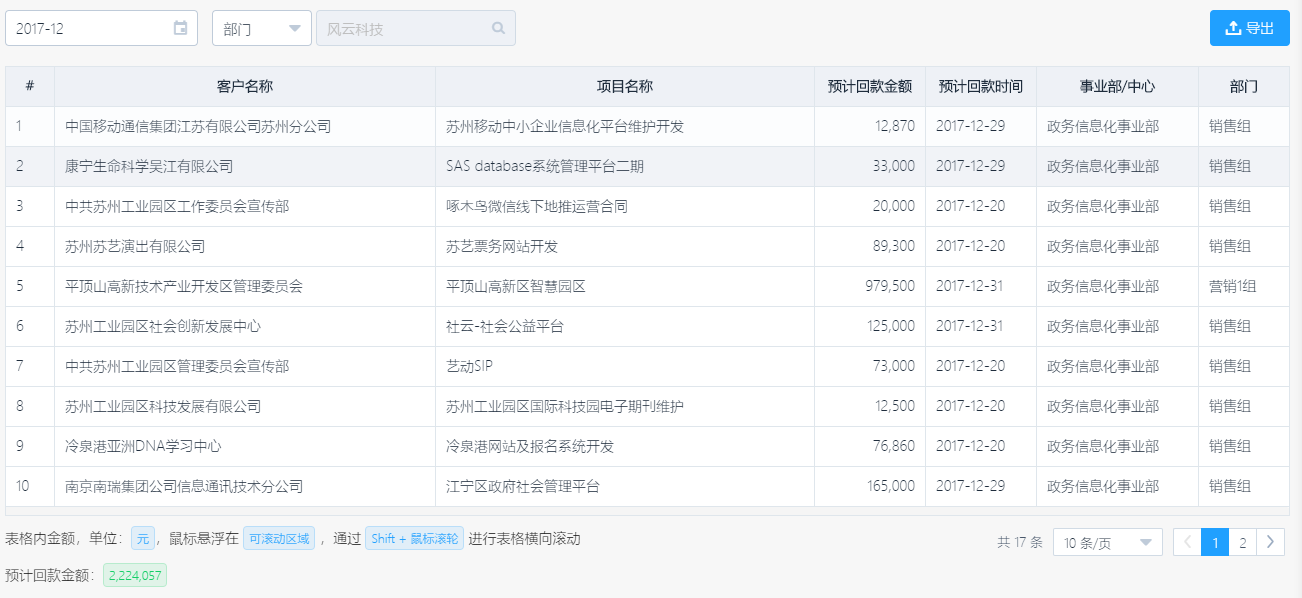 2017-12 部门 风云科技 导出
# 客户名称 项目名称 预计回款金额 预计回款时间 事业部/中心 部门
1 中国移动通信集团江苏有限公司苏州分公司 苏州移动中小企业信息化平台维护开发 12,870 2017-12-29 政务信息化事业部 销售组
2 康宁生命科学吴江有限公司 SAS database系统管理平台二期 33,000 2017-12-29 政务信息化事业部 销售组
3 中共苏州工业园区工作委员会宣传部 啄木鸟微信线下地推运营合同 20,000 2017-12-20 政务信息化事业部 销售组
4 苏州苏艺演出有限公司 苏艺票务网站开发 89,300 2017-12-20 政务信息化事业部 销售组
5 平顶山高新技术产业开发区管理委员会 平顶山高新区智慧园区 979,500 2017-12-31 政务信息化事业部 营销1组
6 苏州工业园区社会创新发展中心 社云-社会公益平台 125,000 2017-12-31 政务信息化事业部 销售组
7 中共苏州工业园区管理委员会宣传部 艺动SIP 73,000 2017-12-20 政务信息化事业部 销售组
8 苏州工业园区科技发展有限公司 苏州工业园区国际科技园电子期刊维护 12,500 2017-12-20 政务信息化事业部 销售组
9 冷泉港亚洲DNA学习中心 冷泉港网站及报名系统开发 76,860 2017-12-20 政务信息化事业部 销售组
10 南京南瑞集团公司信息通讯技术分公司 江宁区政府社会管理平台 165,000 2017-12-29 政务信息化事业部 销售组
表格内金额，单位： 元 ，鼠标悬浮在 可滚动区域 ，通过 Shift + 鼠标滚轮 进行表格横向滚动
共 17 条 10 条/页 1 2
预计回款金额： 2,224,057